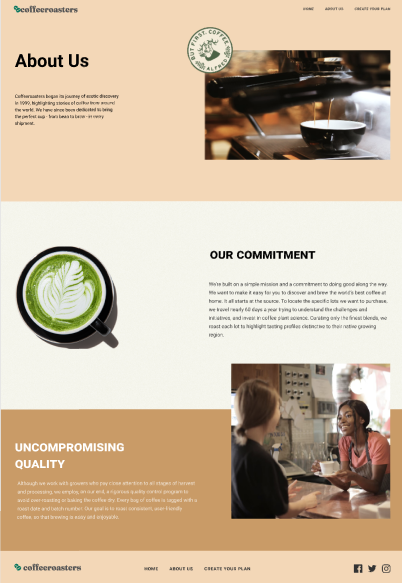 coffeeroasters
HOME ABOUT US CREATE YOUR PLAN
BUT FIRST, COFFEE
ALFRED
About Us
Coffeeroasters began its journey of exotic discovery
in 1999, highlighting stories of coffee from around
the world. We have since been dedicated to bring
the perfect cup - from bean to brew - in every
shipment.
OUR COMMITMENT
We're built on a simple mission and a commitment to doing good along the way.
We want to make it easy for you to discover and brew the world's best coffee at
home. It all starts at the source. To locate the specific lots we want to purchase,
we travel nearly 60 days a year trying to understand the challenges and
initiatives, and invest in coffee plant science. Curating only the finest blends, we
roast each lot to highlight tasting profiles distinctive to their native growing
region.
UNCOMPROMISING
QUALITY
Although we work with growers who pay close attention to all stages of harvest
and processing, we employ, on our end, a rigorous quality control program to
avoid over-roasting or baking the coffee dry. Every bag of coffee is tagged with a
roast date and batch number. Our goal is to roast consistent, user-friendly
coffee, so that brewing is easy and enjoyable.
coffeeroasters
HOME ABOUT US CREATE YOUR PLAN